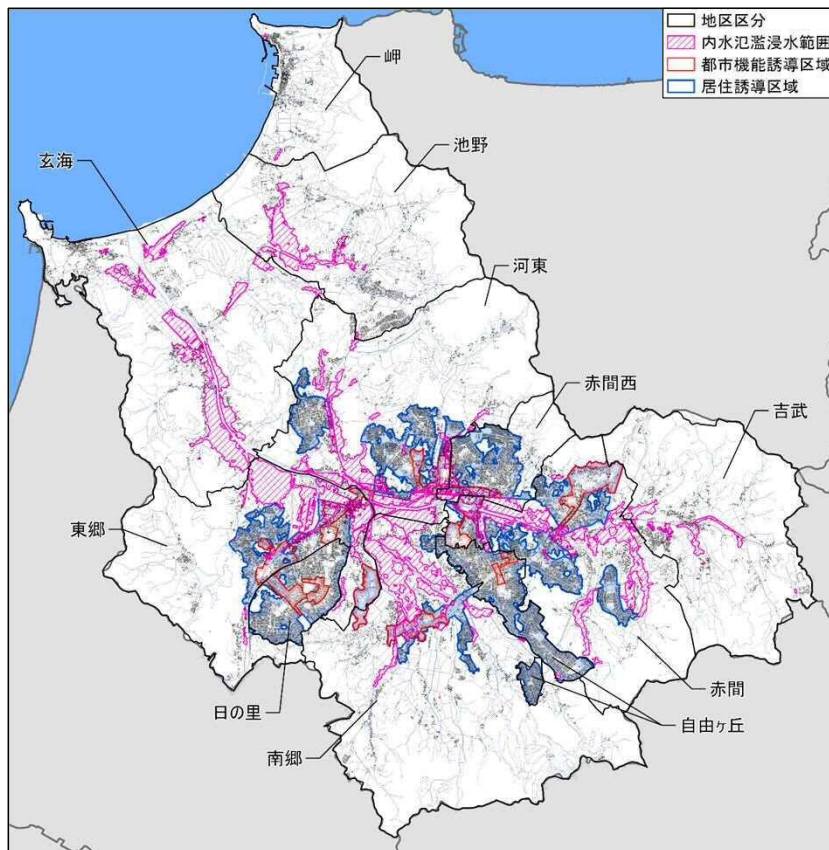 地区区分
内水氾濫浸水範囲
都市機能誘導区域
居住誘導区域
岬
池野
玄海
河東
赤間西
吉武
東郷
日の里
南郷
赤間
自由ヶ丘